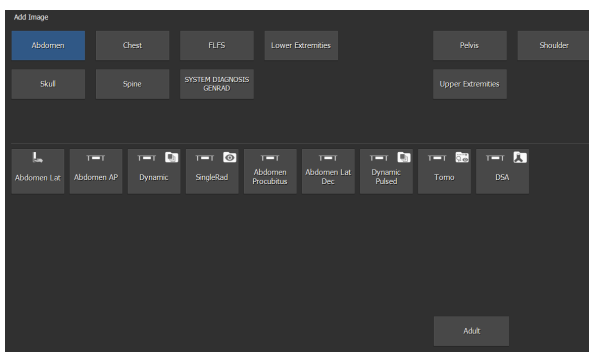 Add Image
Abdomen
Chest
FLFS
Lower Extremities
Pelvis
Shoulder
Skull
Spine
SYSTEM DIAGNOSIS
GENRAD
Upper Extremities
Abdomen Lat
Abdomen AP
Dynamic
SingleRad
Abdomen
Procubitus
Abdomen Lat
Dec
Dynamic
Pulsed
Tomo
DSA
Adult